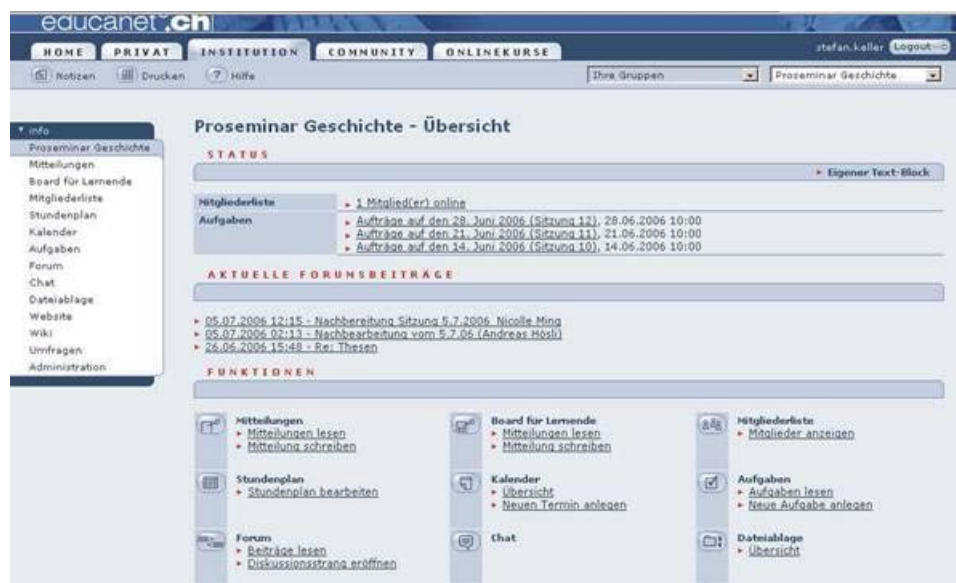 educanet².ch
HOME PRIVAT INSTITUTION COMMUNITY ONLINEKURSE stefan.keller Logout
Notizen Drucken ? Hilfe Ihre Gruppen Proseminar Geschichte
info
Proseminar Geschichte
Mitteilungen
Board für Lernende
Mitgliederliste
Stundenplan
Kalender
Aufgaben
Forum
Chat
Dateiablage
Website
Wiki
Umfragen
Administration
Proseminar Geschichte - Übersicht
STATUS
Eigener Text-Block
Mitgliederliste 1 Mitglied(er) online
Aufgaben Aufträge auf den 28. Juni 2006 (Sitzung 12), 28.06.2006 10:00
Aufträge auf den 21. Juni 2006 (Sitzung 11), 21.06.2006 10:00
Aufträge auf den 14. Juni 2006 (Sitzung 10), 14.06.2006 10:00
AKTUELLE FORUMSBEITRÄGE
05.07.2006 12:15 - Nachbereitung Sitzung 5.7.2006 Nicolle Ming
05.07.2006 02:13 - Nachbearbeitung vom 5.7.06 (Andreas Hösli)
26.06.2006 15:48 - Re: Thesen
FUNKTIONEN
Mitteilungen
Mitteilungen lesen
Mitteilung schreiben
Board für Lernende
Mitteilungen lesen
Mitteilung schreiben
Mitgliederliste
Mitglieder anzeigen
Stundenplan
Stundenplan bearbeiten
Kalender
Übersicht
Neuen Termin anlegen
Aufgaben
Aufgaben lesen
Neue Aufgabe anlegen
Forum
Beiträge lesen
Diskussionsstrang eröffnen
Chat
Dateiablage
Übersicht